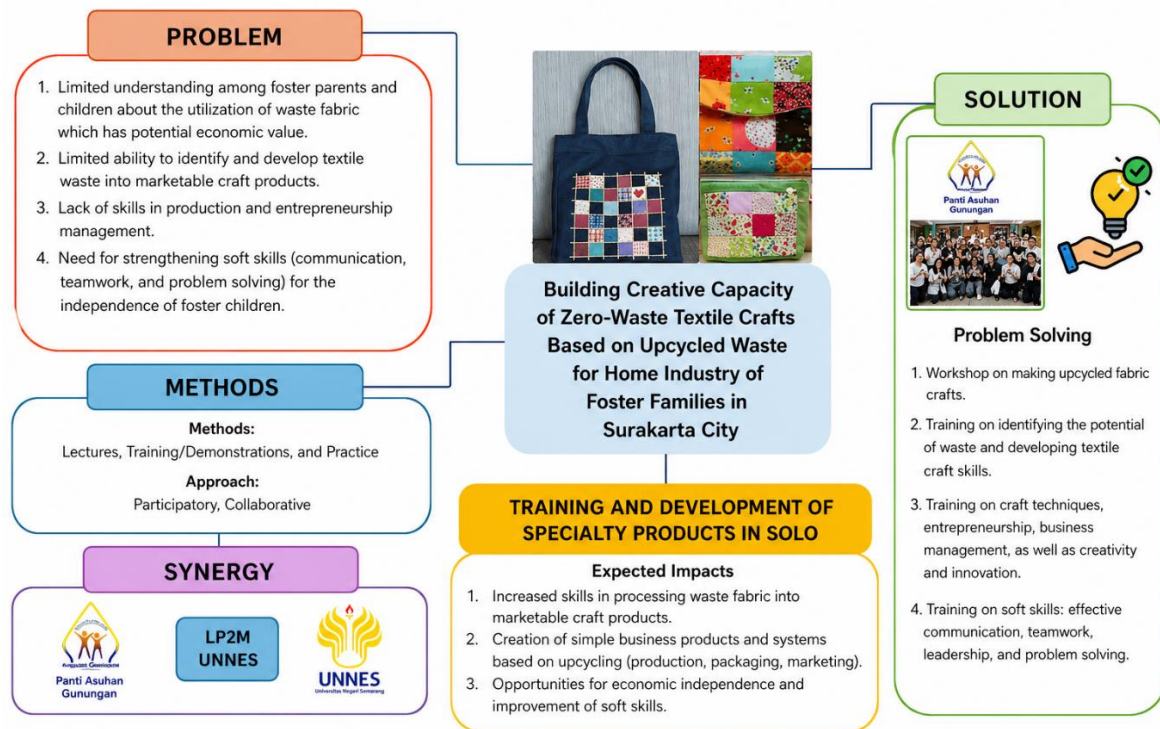 PROBLEM
1. Limited understanding among foster parents and
children about the utilization of waste fabric
which has potential economic value.
2. Limited ability to identify and develop textile
waste into marketable craft products.
3. Lack of skills in production and entrepreneurship
management.
4. Need for strengthening soft skills (communication,
teamwork, and problem solving) for the
independence of foster children.
METHODS
Methods:
Lectures, Training/Demonstrations, and Practice
Approach:
Participatory, Collaborative
SYNERGY
Panti Asuhan
Gunungan
LP2M
UNNES
UNNES
Universitas Negeri Semarang
Building Creative Capacity
of Zero-Waste Textile Crafts
Based on Upcycled Waste
for Home Industry of
Foster Families in
Surakarta City
TRAINING AND DEVELOPMENT OF
SPECIALTY PRODUCTS IN SOLO
Expected Impacts
1. Increased skills in processing waste fabric into
marketable craft products.
2. Creation of simple business products and systems
based on upcycling (production, packaging, marketing).
3. Opportunities for economic independence and
improvement of soft skills.
SOLUTION
Panti Asuhan
Gunungan
Problem Solving
1. Workshop on making upcycled fabric
crafts.
2. Training on identifying the potential
of waste and developing textile
craft skills.
3. Training on craft techniques,
entrepreneurship, business
management, as well as creativity
and innovation.
4. Training on soft skills: effective
communication, teamwork,
leadership, and problem solving.